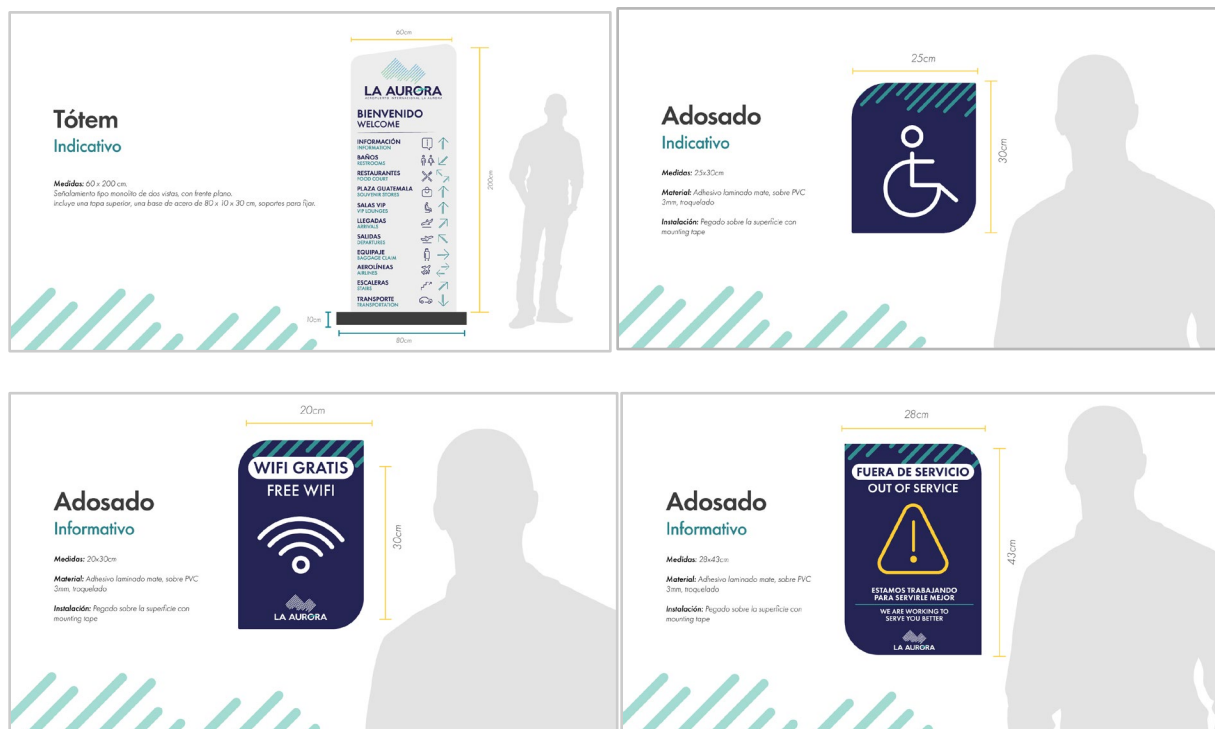 Tótem
Indicativo
Medidas: 60 x 200 cm.
Señalamiento tipo monolito de dos vistas, con frente plano.
incluye una tapa superior, una base de acero de 80 x 10 x 30 cm, soportes para fijar.
60cm
LA AURORA
AEROPUERTO INTERNACIONAL LA AURORA
BIENVENIDO
WELCOME
INFORMACIÓN
INFORMATION
BAÑOS
RESTROOMS
RESTAURANTES
FOOD COURT
PLAZA GUATEMALA
SOUVENIR STORES
SALAS VIP
VIP LOUNGES
LLEGADAS
ARRIVALS
SALIDAS
DEPARTURES
EQUIPAJE
BAGGAGE CLAIM
AEROLÍNEAS
AIRLINES
ESCALERAS
STAIRS
TRANSPORTE
TRANSPORTATION
200cm
10cm
80cm
Adosado
Indicativo
Medidas: 25x30cm
Material: Adhesivo laminado mate, sobre PVC
3mm, troquelado
Instalación: Pegado sobre la superficie con
mounting tape
25cm
30cm
Adosado
Informativo
Medidas: 20x30cm
Material: Adhesivo laminado mate, sobre PVC
3mm, troquelado
Instalación: Pegado sobre la superficie con
mounting tape
20cm
WIFI GRATIS
FREE WIFI
LA AURORA
30cm
Adosado
Informativo
Medidas: 28x43cm
Material: Adhesivo laminado mate, sobre PVC
3mm, troquelado
Instalación: Pegado sobre la superficie con
mounting tape
28cm
FUERA DE SERVICIO
OUT OF SERVICE
ESTAMOS TRABAJANDO
PARA SERVIRLE MEJOR
WE ARE WORKING TO
SERVE YOU BETTER
LA AURORA
43cm